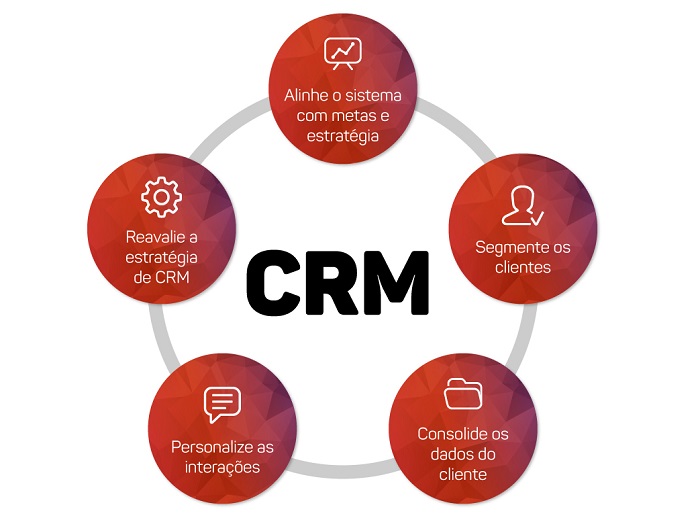 Alinhe o sistema
com metas e
estratégia
Segmente os
clientes
Consolide os
dados do
cliente
Personalize as
interações
Reavalie a
estratégia
de CRM
CRM